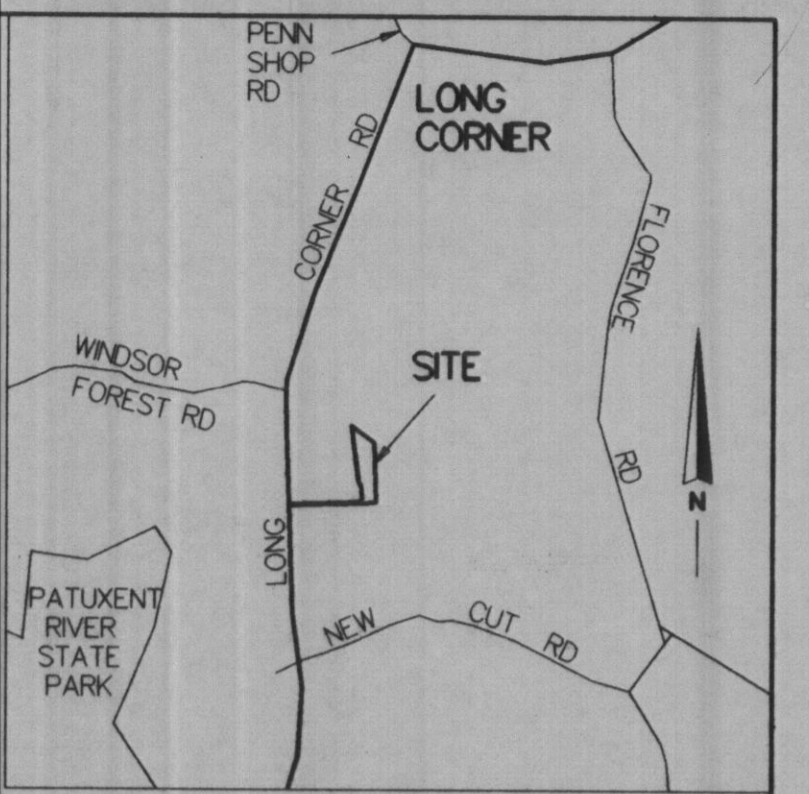 PENN
SHOP
RD
LONG
CORNER
LONG CORNER RD
FLORENCE RD
WINDSOR
FOREST RD
SITE
N
PATUXENT
RIVER
STATE
PARK
NEW CUT RD